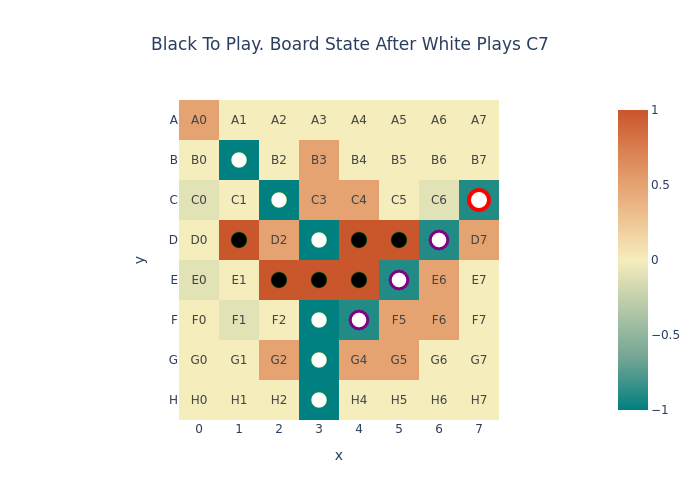 Black To Play. Board State After White Plays C7
A A0 A1 A2 A3 A4 A5 A6 A7 1
B B0 B2 B3 B4 B5 B6 B7 0.5
C C0 C1 C3 C4 C5 C6
D D0 D2 D7 0
y
E E0 E1 E6 E7
F F0 F1 F2 F5 F6 F7 −0.5
G G0 G1 G2 G4 G5 G6 G7
H H0 H1 H2 H4 H5 H6 H7 −1
0 1 2 3 4 5 6 7
x